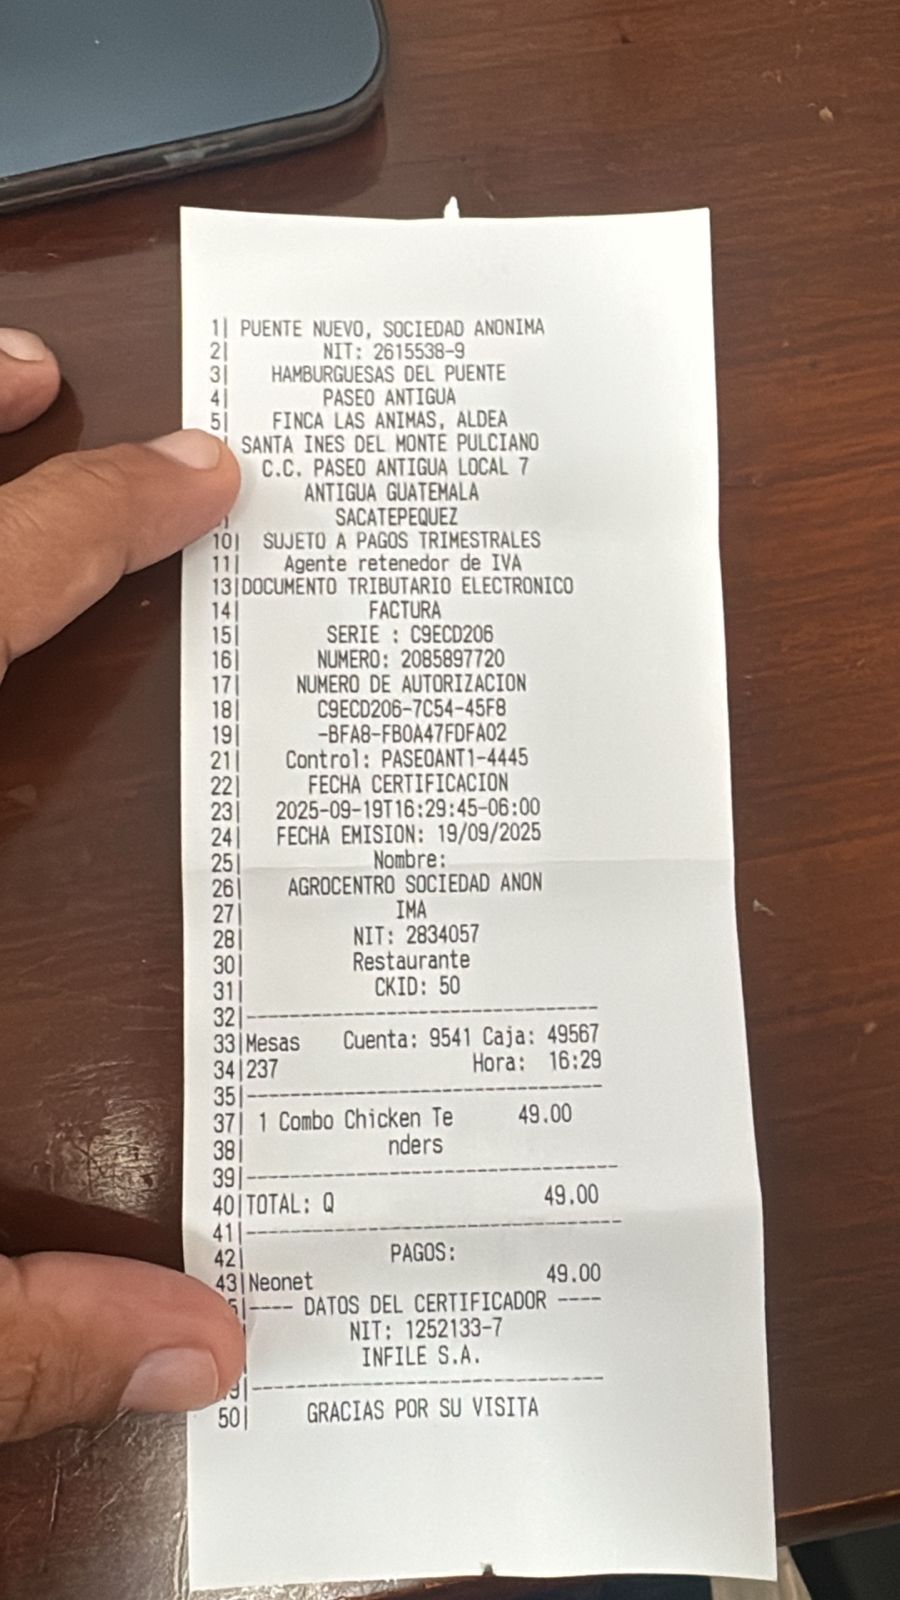 1| PUENTE NUEVO, SOCIEDAD ANONIMA
2| NIT: 2615538-9
3| HAMBURGUESAS DEL PUENTE
4| PASEO ANTIGUA
5| FINCA LAS ANIMAS, ALDEA
SANTA INES DEL MONTE PULCIANO
C.C. PASEO ANTIGUA LOCAL 7
ANTIGUA GUATEMALA
SACATEPEQUEZ
10| SUJETO A PAGOS TRIMESTRALES
11| Agente retenedor de IVA
13|DOCUMENTO TRIBUTARIO ELECTRONICO
14| FACTURA
15| SERIE : C9ECD206
16| NUMERO: 2085897720
17| NUMERO DE AUTORIZACION
18| C9ECD206-7C54-45F8
19| -BFA8-FB0A47FDFA02
21| Control: PASEOANT1-4445
22| FECHA CERTIFICACION
23| 2025-09-19T16:29:45-06:00
24| FECHA EMISION: 19/09/2025
25| Nombre:
26| AGROCENTRO SOCIEDAD ANON
27| IMA
28| NIT: 2834057
30| Restaurante
31| CKID: 50
32|------------------------------
33|Mesas Cuenta: 9541 Caja: 49567
34|237 Hora: 16:29
35|------------------------------
37| 1 Combo Chicken Te 49.00
38| nders
39|------------------------------
40|TOTAL: Q 49.00
41|------------------------------
42| PAGOS:
43|Neonet 49.00
|---- DATOS DEL CERTIFICADOR ----
NIT: 1252133-7
INFILE S.A.
|------------------------------
50| GRACIAS POR SU VISITA